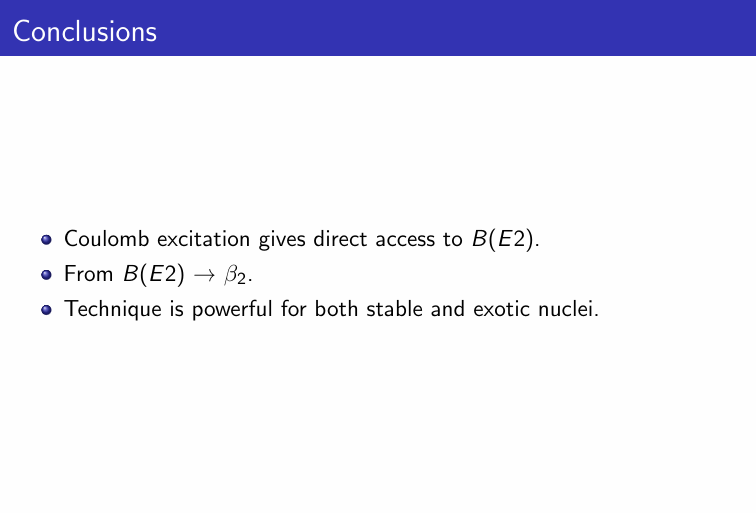 Conclusions
Coulomb excitation gives direct access to B(E2).
From B(E2) → β₂.
Technique is powerful for both stable and exotic nuclei.